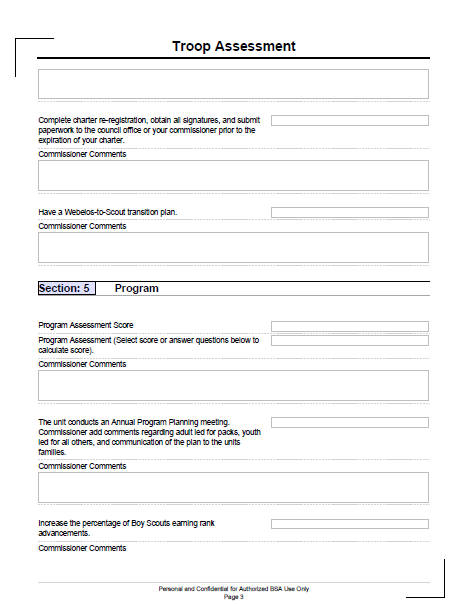 Troop Assessment
Complete charter re-registration, obtain all signatures, and submit
paperwork to the council office or your commissioner prior to the
expiration of your charter.
Commissioner Comments
Have a Webelos-to-Scout transition plan.
Commissioner Comments
Section: 5 Program
Program Assessment Score
Program Assessment (Select score or answer questions below to
calculate score).
Commissioner Comments
The unit conducts an Annual Program Planning meeting.
Commissioner add comments regarding adult led for packs, youth
led for all others, and communication of the plan to the units
families.
Commissioner Comments
Increase the percentage of Boy Scouts earning rank
advancements.
Commissioner Comments
Personal and Confidential for Authorized BSA Use Only
Page 3